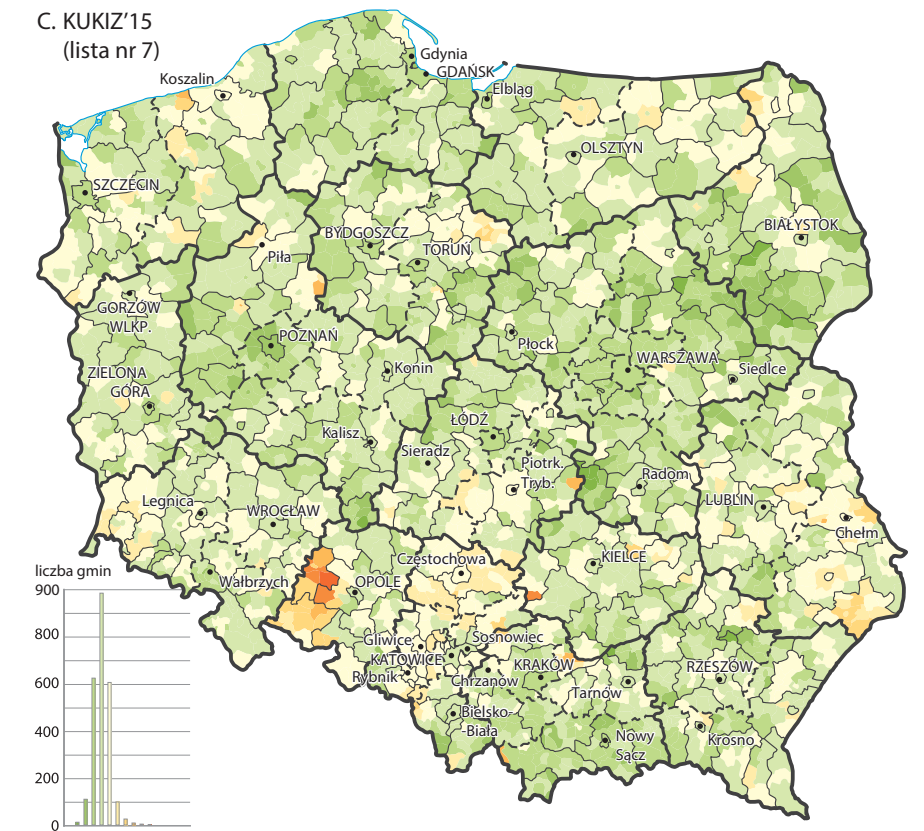 C. KUKIZ'15
(lista nr 7)
Gdynia
GDAŃSK
Koszalin
Elbląg
OLSZTYN
SZCZECIN
BIAŁYSTOK
BYDGOSZCZ
TORUŃ
Piła
GORZÓW
WLKP.
POZNAŃ
Płock
WARSZAWA
Siedlce
Konin
ZIELONA
GÓRA
ŁÓDŹ
Kalisz
Sieradz
Piotrk.
Tryb.
Radom
LUBLIN
Legnica
WROCŁAW
Chełm
Częstochowa
KIELCE
liczba gmin
Wałbrzych
OPOLE
900
800
600
400
200
0
Gliwice
Sosnowiec
KATOWICE
KRAKÓW
RZESZÓW
Rybnik
Chrzanów
Tarnów
Bielsko-
-Biała
Nowy
Sącz
Krosno